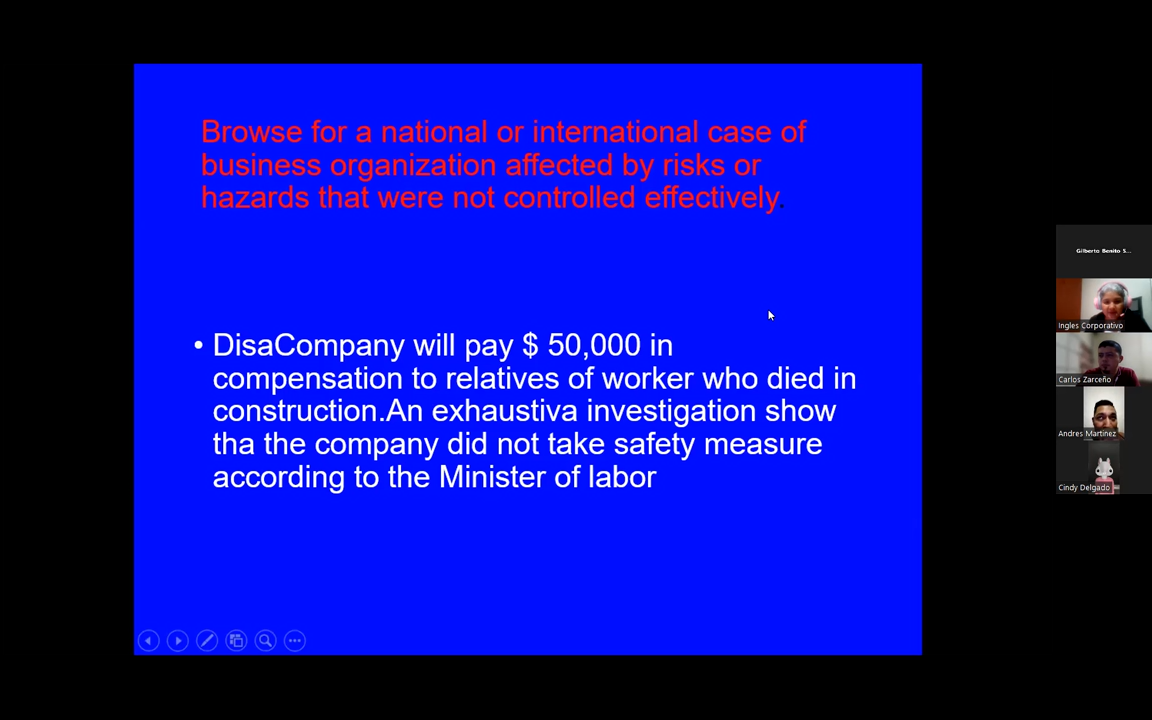 Browse for a national or international case of
business organization affected by risks or
hazards that were not controlled effectively.
• DisaCompany will pay $ 50,000 in
compensation to relatives of worker who died in
construction.An exhaustiva investigation show
tha the company did not take safety measure
according to the Minister of labor
Gilberto Benito S...
Ingles Corporativo
Carlos Zarceño
Andres Martinez
Cindy Delgado